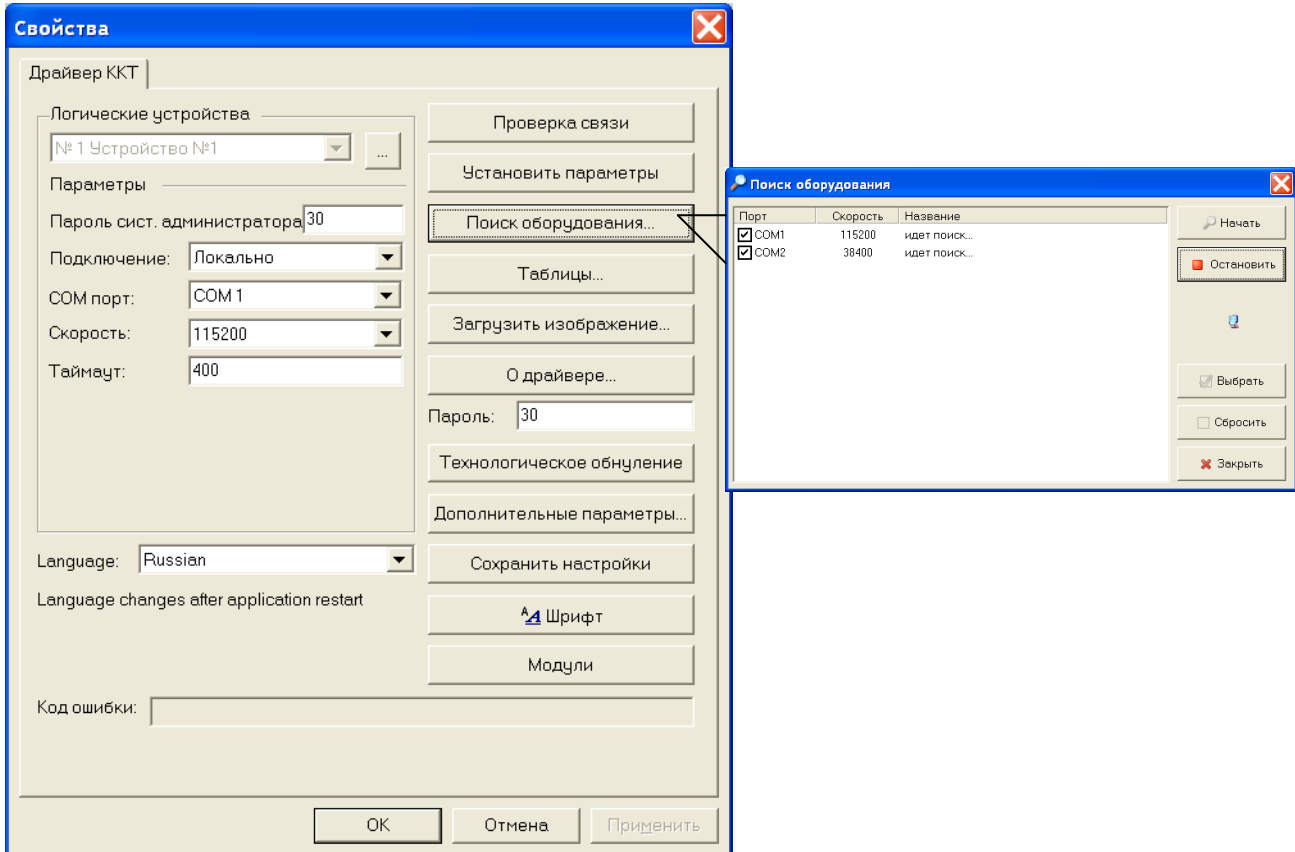 Свойства
Драйвер ККТ
Логические устройства
№ 1 Устройство №1
...
Параметры
Пароль сист. администратора
30
Подключение:
Локально
COM порт:
COM 1
Скорость:
115200
Таймаут:
400
Language:
Russian
Language changes after application restart
Код ошибки:
Проверка связи
Установить параметры
Поиск оборудования...
Таблицы...
Загрузить изображение...
О драйвере...
Пароль:
30
Технологическое обнуление
Дополнительные параметры...
Сохранить настройки
AA Шрифт
Модули
OK
Отмена
Применить
Поиск оборудования
Порт Скорость Название
COM1 115200 идет поиск...
COM2 38400 идет поиск...
Начать
Остановить
Выбрать
Сбросить
Закрыть